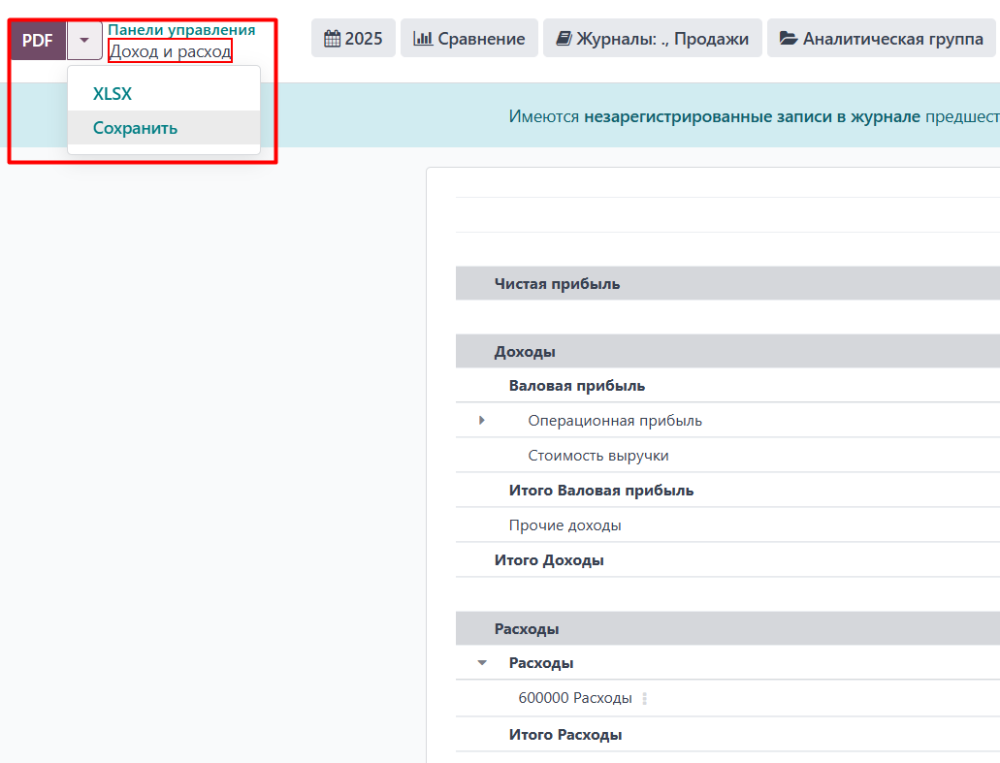 PDF
Панели управления
Доход и расход
2025
Сравнение
Журналы: ., Продажи
Аналитическая группа
XLSX
Сохранить
Имеются незарегистрированные записи в журнале предшест
Чистая прибыль
Доходы
Валовая прибыль
Операционная прибыль
Стоимость выручки
Итого Валовая прибыль
Прочие доходы
Итого Доходы
Расходы
Расходы
600000 Расходы
Итого Расходы